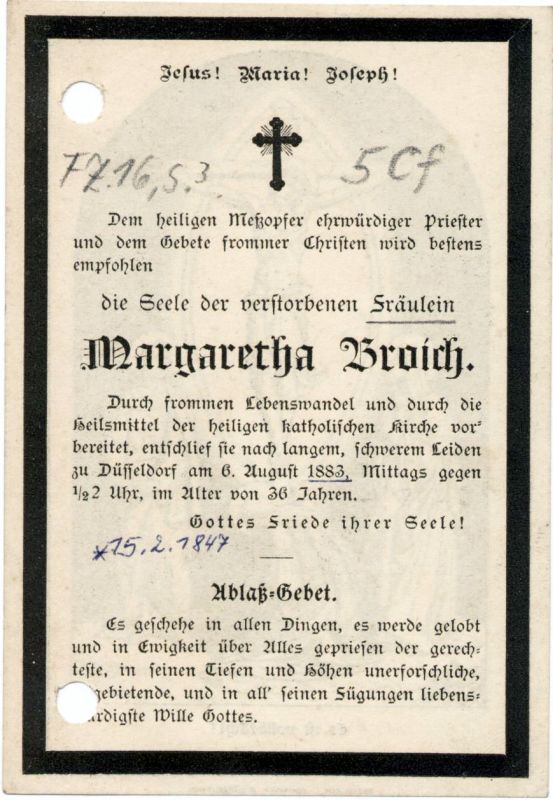 Jesus! Maria! Joseph!
FZ.16, S.3
5 Cf
Dem heiligen Meßopfer ehrwürdiger Priester
und dem Gebete frommer Christen wird bestens
empfohlen
die Seele der verstorbenen Fräulein
Margaretha Broich.
Durch frommen Lebenswandel und durch die
Heilsmittel der heiligen katholischen Kirche vor-
bereitet, entschlief sie nach langem, schwerem Leiden
zu Düsseldorf am 6. August 1883, Mittags gegen
½2 Uhr, im Alter von 36 Jahren.
Gottes Friede ihrer Seele!
*15.2.1847
Ablaß-Gebet.
Es geschehe in allen Dingen, es werde gelobt
und in Ewigkeit über Alles gepriesen der gerech-
teste, in seinen Tiefen und Höhen unerforschliche,
gebietende, und in all' seinen Fügungen liebens-
rdigste Wille Gottes.